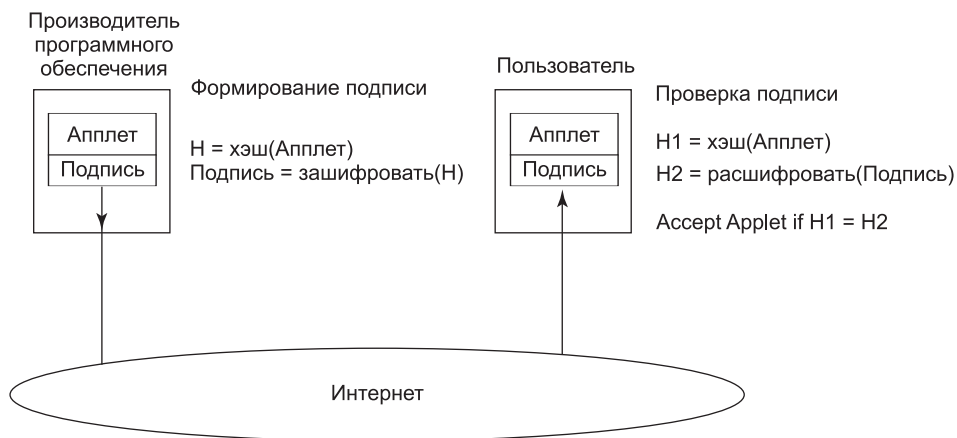 Производитель
программного
обеспечения
Формирование подписи
Апплет
Подпись
H = хэш(Апплет)
Подпись = зашифровать(H)
Пользователь
Проверка подписи
Апплет
Подпись
H1 = хэш(Апплет)
H2 = расшифровать(Подпись)
Accept Applet if H1 = H2
Интернет